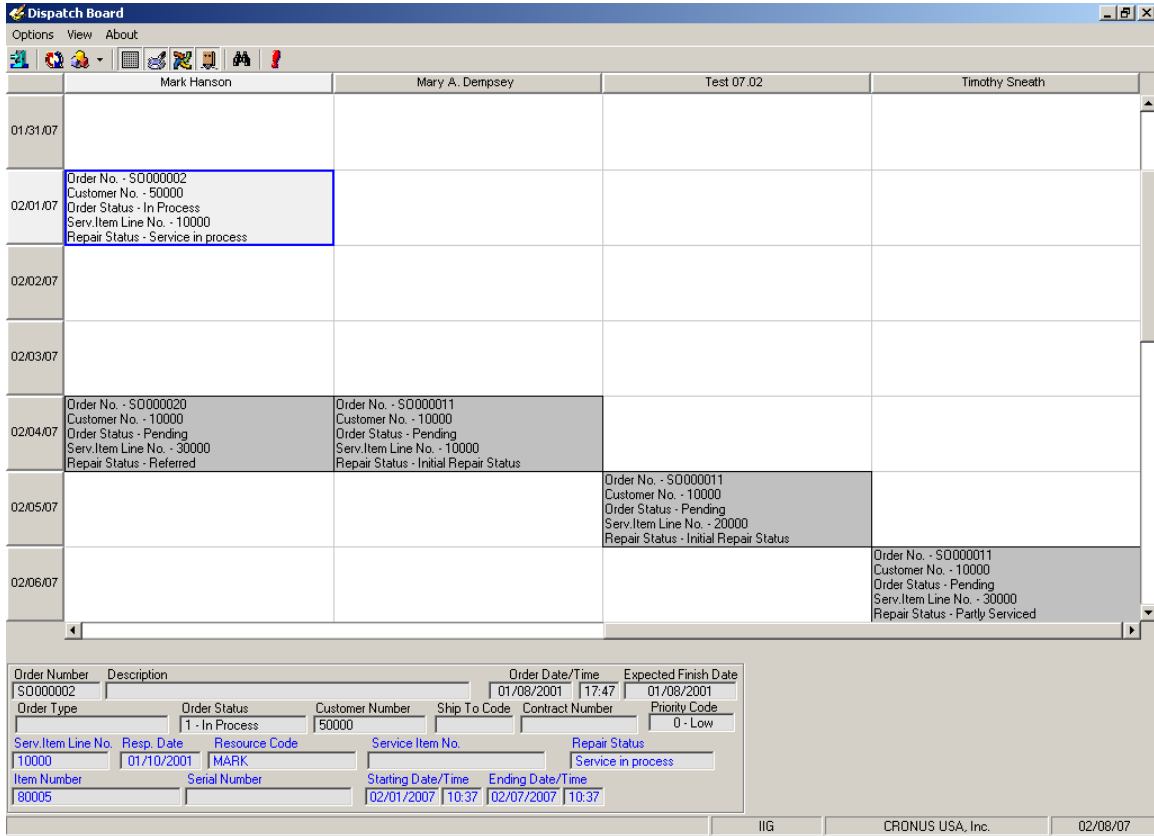 Dispatch Board
Options View About
Mark Hanson Mary A. Dempsey Test 07.02 Timothy Sneath
01/31/07
02/01/07
Order No. - SO000002
Customer No. - 50000
Order Status - In Process
Serv.Item Line No. - 10000
Repair Status - Service in process
02/02/07
02/03/07
02/04/07
Order No. - SO000020
Customer No. - 10000
Order Status - Pending
Serv.Item Line No. - 30000
Repair Status - Referred
Order No. - SO000011
Customer No. - 10000
Order Status - Pending
Serv.Item Line No. - 10000
Repair Status - Initial Repair Status
02/05/07
Order No. - SO000011
Customer No. - 10000
Order Status - Pending
Serv.Item Line No. - 20000
Repair Status - Initial Repair Status
02/06/07
Order No. - SO000011
Customer No. - 10000
Order Status - Pending
Serv.Item Line No. - 30000
Repair Status - Partly Serviced
Order Number Description Order Date/Time Expected Finish Date
SO000002 01/08/2001 17:47 01/08/2001
Order Type Order Status Customer Number Ship To Code Contract Number Priority Code
1 - In Process 50000 0 - Low
Serv.Item Line No. Resp. Date Resource Code Service Item No. Repair Status
10000 01/10/2001 MARK Service in process
Item Number Serial Number Starting Date/Time Ending Date/Time
80005 02/01/2007 10:37 02/07/2007 10:37
IIG CRONUS USA, Inc. 02/08/07